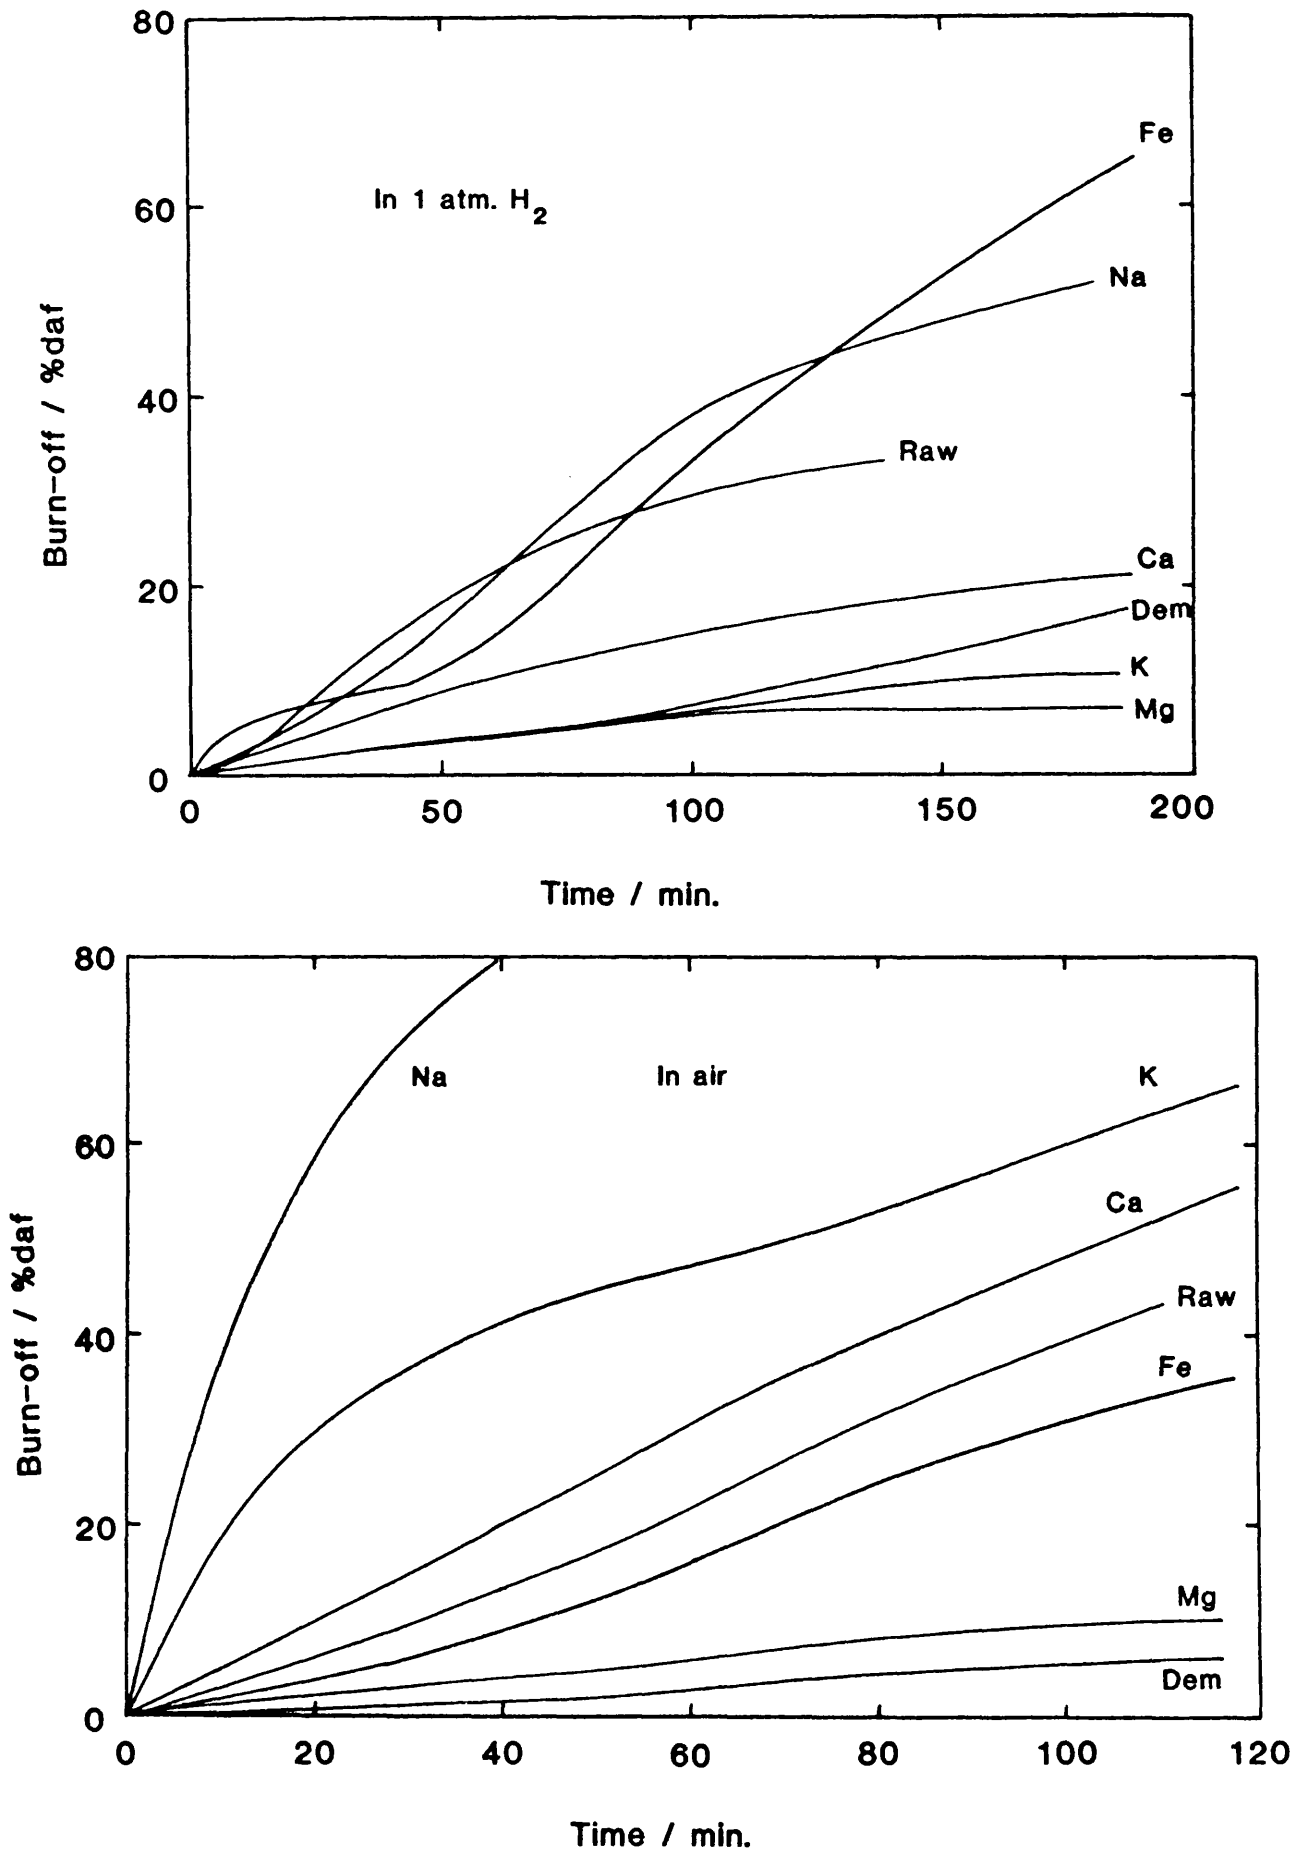 80
Fe
In 1 atm. H2
60
Na
Burn-off / %daf
40
Raw
Ca
20
Dem
K
Mg
0
0 50 100 150 200
Time / min.
80
Na In air K
60
Ca
Burn-off / %daf
Raw
40
Fe
20
Mg
Dem
0
0 20 40 60 80 100 120
Time / min.